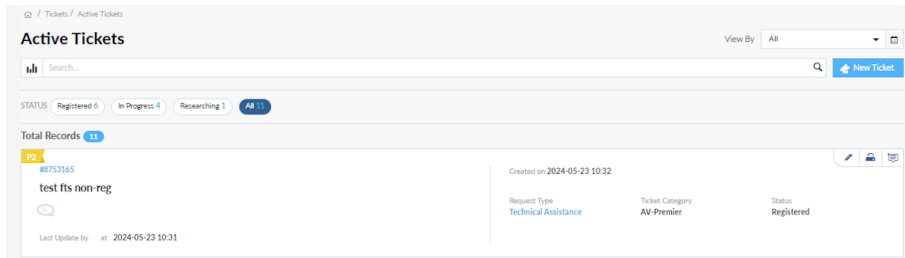 / Tickets / Active Tickets
Active Tickets
View By All
Search...
New Ticket
STATUS Registered 6 In Progress 4 Researching 1 All 11
Total Records 11
P2
#8753165
Created on 2024-05-23 10:32
test fts non-reg
Request Type Ticket Category Status
Technical Assistance AV-Premier Registered
Last Update by at 2024-05-23 10:31